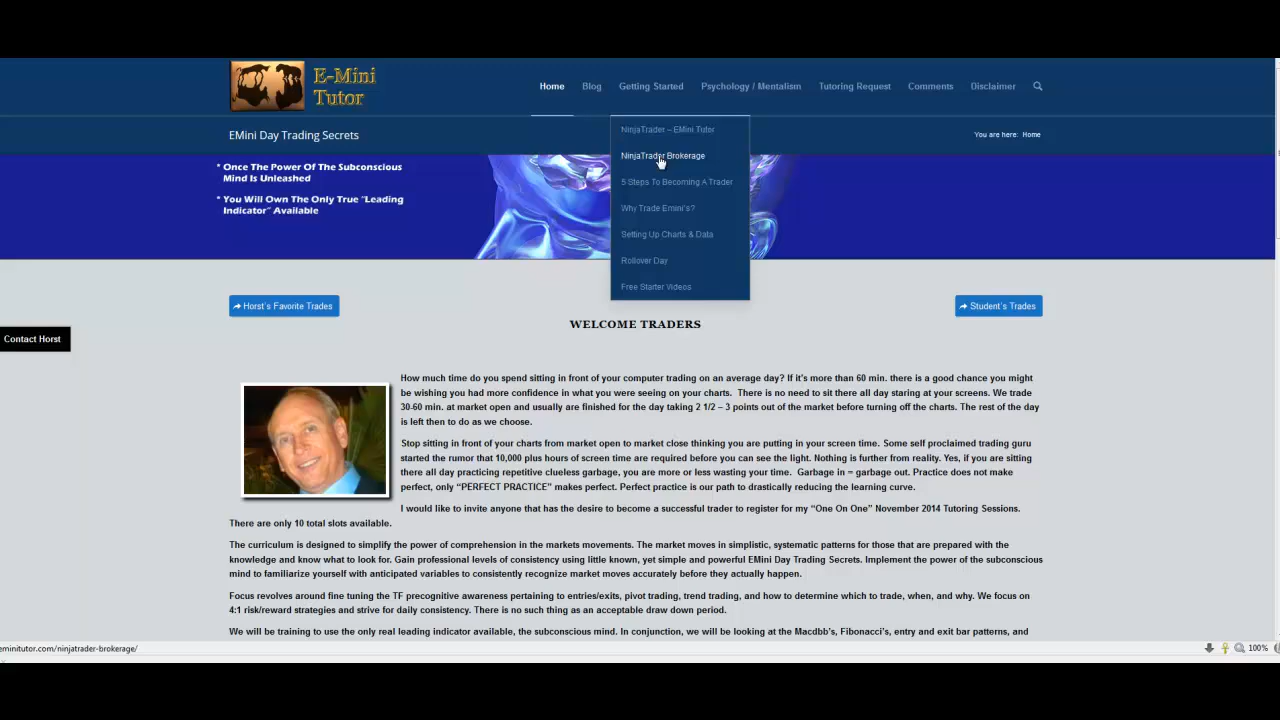 E-Mini
Tutor
Home Blog Getting Started Psychology / Mentalism Tutoring Request Comments Disclaimer
EMini Day Trading Secrets
You are here: Home
NinjaTrader – EMini Tutor
NinjaTrader Brokerage
5 Steps To Becoming A Trader
Why Trade Emini's?
Setting Up Charts & Data
Rollover Day
Free Starter Videos
* Once The Power Of The Subconscious
Mind Is Unleashed
* You Will Own The Only True "Leading
Indicator" Available
Horst's Favorite Trades
Student's Trades
WELCOME TRADERS
Contact Horst
How much time do you spend sitting in front of your computer trading on an average day? If it's more than 60 min. there is a good chance you might
be wishing you had more confidence in what you were seeing on your charts. There is no need to sit there all day staring at your screens. We trade
30-60 min. at market open and usually are finished for the day taking 2 1/2 – 3 points out of the market before turning off the charts. The rest of the day
is left then to do as we choose.
Stop sitting in front of your charts from market open to market close thinking you are putting in your screen time. Some self proclaimed trading guru
started the rumor that 10,000 plus hours of screen time are required before you can see the light. Nothing is further from reality. Yes, if you are sitting
there all day practicing repetitive clueless garbage, you are more or less wasting your time. Garbage in = garbage out. Practice does not make
perfect, only "PERFECT PRACTICE" makes perfect. Perfect practice is our path to drastically reducing the learning curve.
I would like to invite anyone that has the desire to become a successful trader to register for my "One On One" November 2014 Tutoring Sessions.
There are only 10 total slots available.
The curriculum is designed to simplify the power of comprehension in the markets movements. The market moves in simplistic, systematic patterns for those that are prepared with the
knowledge and know what to look for. Gain professional levels of consistency using little known, yet simple and powerful EMini Day Trading Secrets. Implement the power of the subconscious
mind to familiarize yourself with anticipated variables to consistently recognize market moves accurately before they actually happen.
Focus revolves around fine tuning the TF precognitive awareness pertaining to entries/exits, pivot trading, trend trading, and how to determine which to trade, when, and why. We focus on
4:1 risk/reward strategies and strive for daily consistency. There is no such thing as an acceptable draw down period.
We will be training to use the only real leading indicator available, the subconscious mind. In conjunction, we will be looking at the Macdbb's, Fibonacci's, entry and exit bar patterns, and
eminitutor.com/ninjatrader-brokerage/
100%